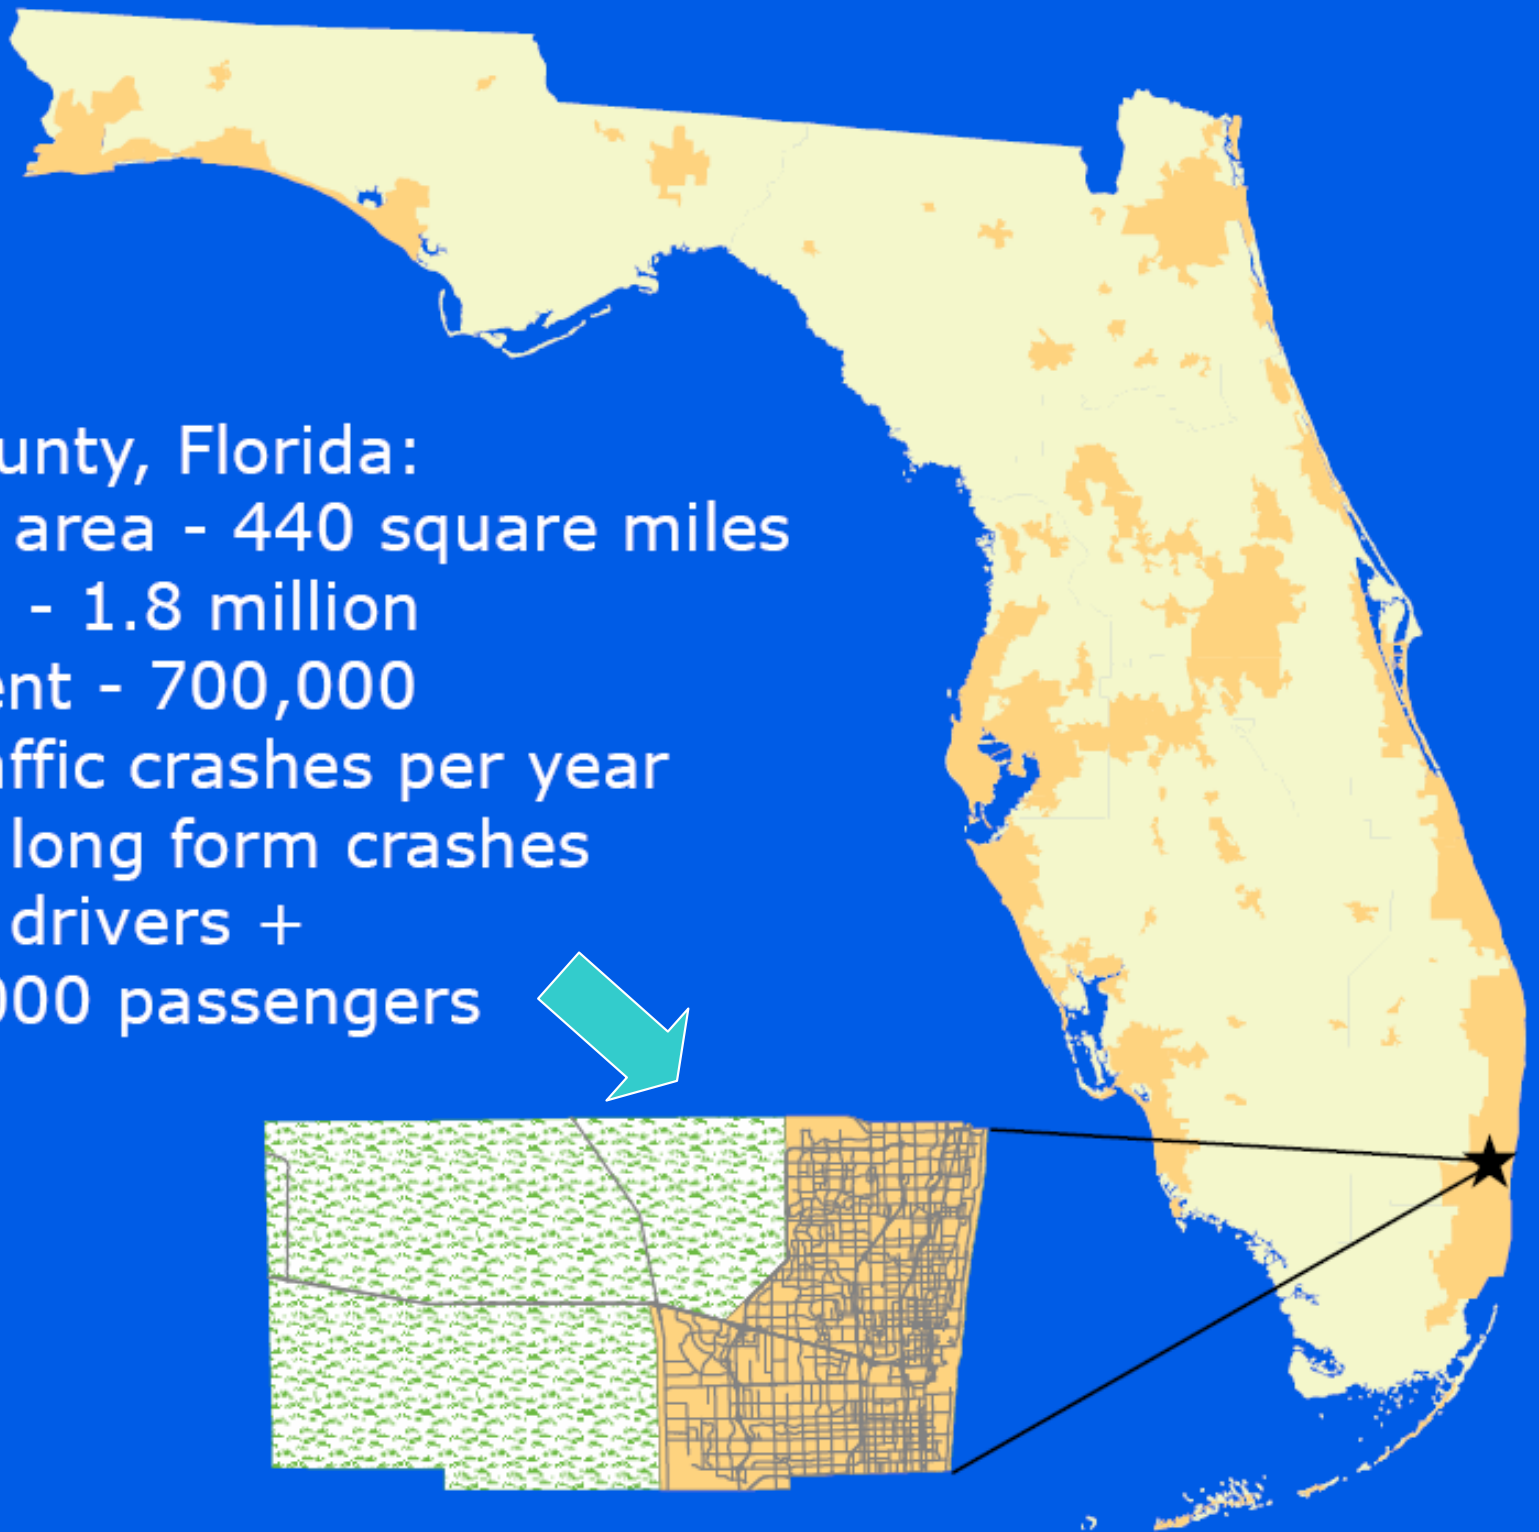 unty, Florida:
area - 440 square miles
- 1.8 million
ent - 700,000
affic crashes per year
long form crashes
drivers +
000 passengers